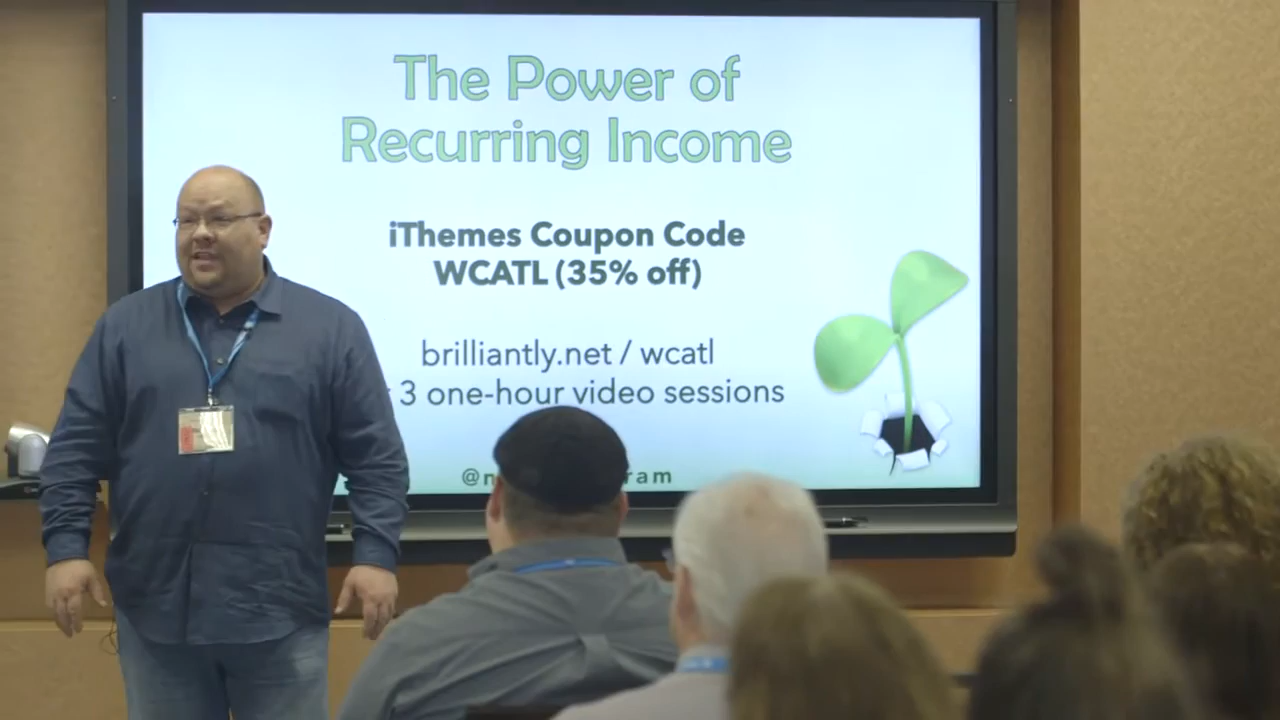 The Power of
Recurring Income
iThemes Coupon Code
WCATL (35% off)
brilliantly.net / wcatl
3 one-hour video sessions